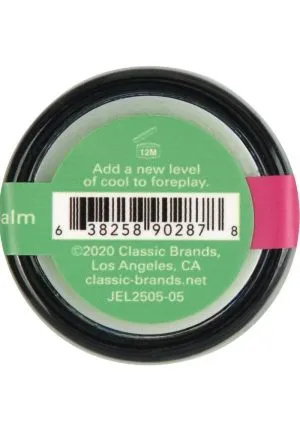 12M
Add a new level
of cool to foreplay.
alm
6 38258 90287 8
©2020 Classic Brands,
Los Angeles, CA
classic-brands.net
JEL2505-05